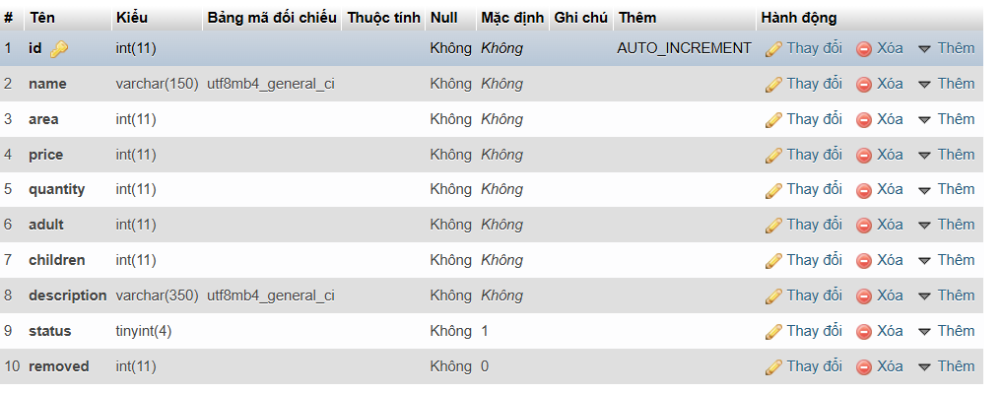 # Tên Kiểu Bảng mã đối chiếu Thuộc tính Null Mặc định Ghi chú Thêm Hành động
1 id int(11) Không Không AUTO_INCREMENT Thay đổi Xóa Thêm
2 name varchar(150) utf8mb4_general_ci Không Không Thay đổi Xóa Thêm
3 area int(11) Không Không Thay đổi Xóa Thêm
4 price int(11) Không Không Thay đổi Xóa Thêm
5 quantity int(11) Không Không Thay đổi Xóa Thêm
6 adult int(11) Không Không Thay đổi Xóa Thêm
7 children int(11) Không Không Thay đổi Xóa Thêm
8 description varchar(350) utf8mb4_general_ci Không Không Thay đổi Xóa Thêm
9 status tinyint(4) Không 1 Thay đổi Xóa Thêm
10 removed int(11) Không 0 Thay đổi Xóa Thêm